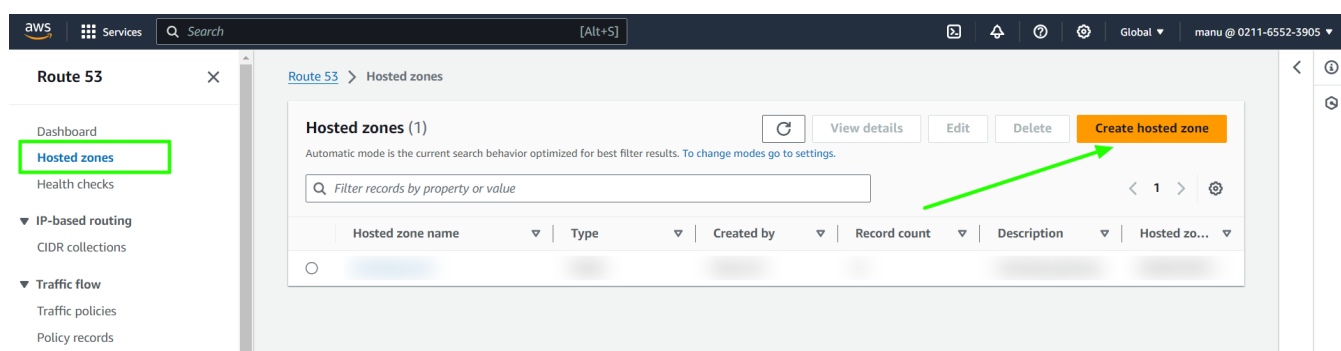 aws Services Search [Alt+S] Global manu @ 0211-6552-3905
Route 53
Dashboard
Hosted zones
Health checks
IP-based routing
CIDR collections
Traffic flow
Traffic policies
Policy records
Route 53 > Hosted zones
Hosted zones (1) View details Edit Delete Create hosted zone
Automatic mode is the current search behavior optimized for best filter results. To change modes go to settings.
Filter records by property or value 1
Hosted zone name Type Created by Record count Description Hosted zo...